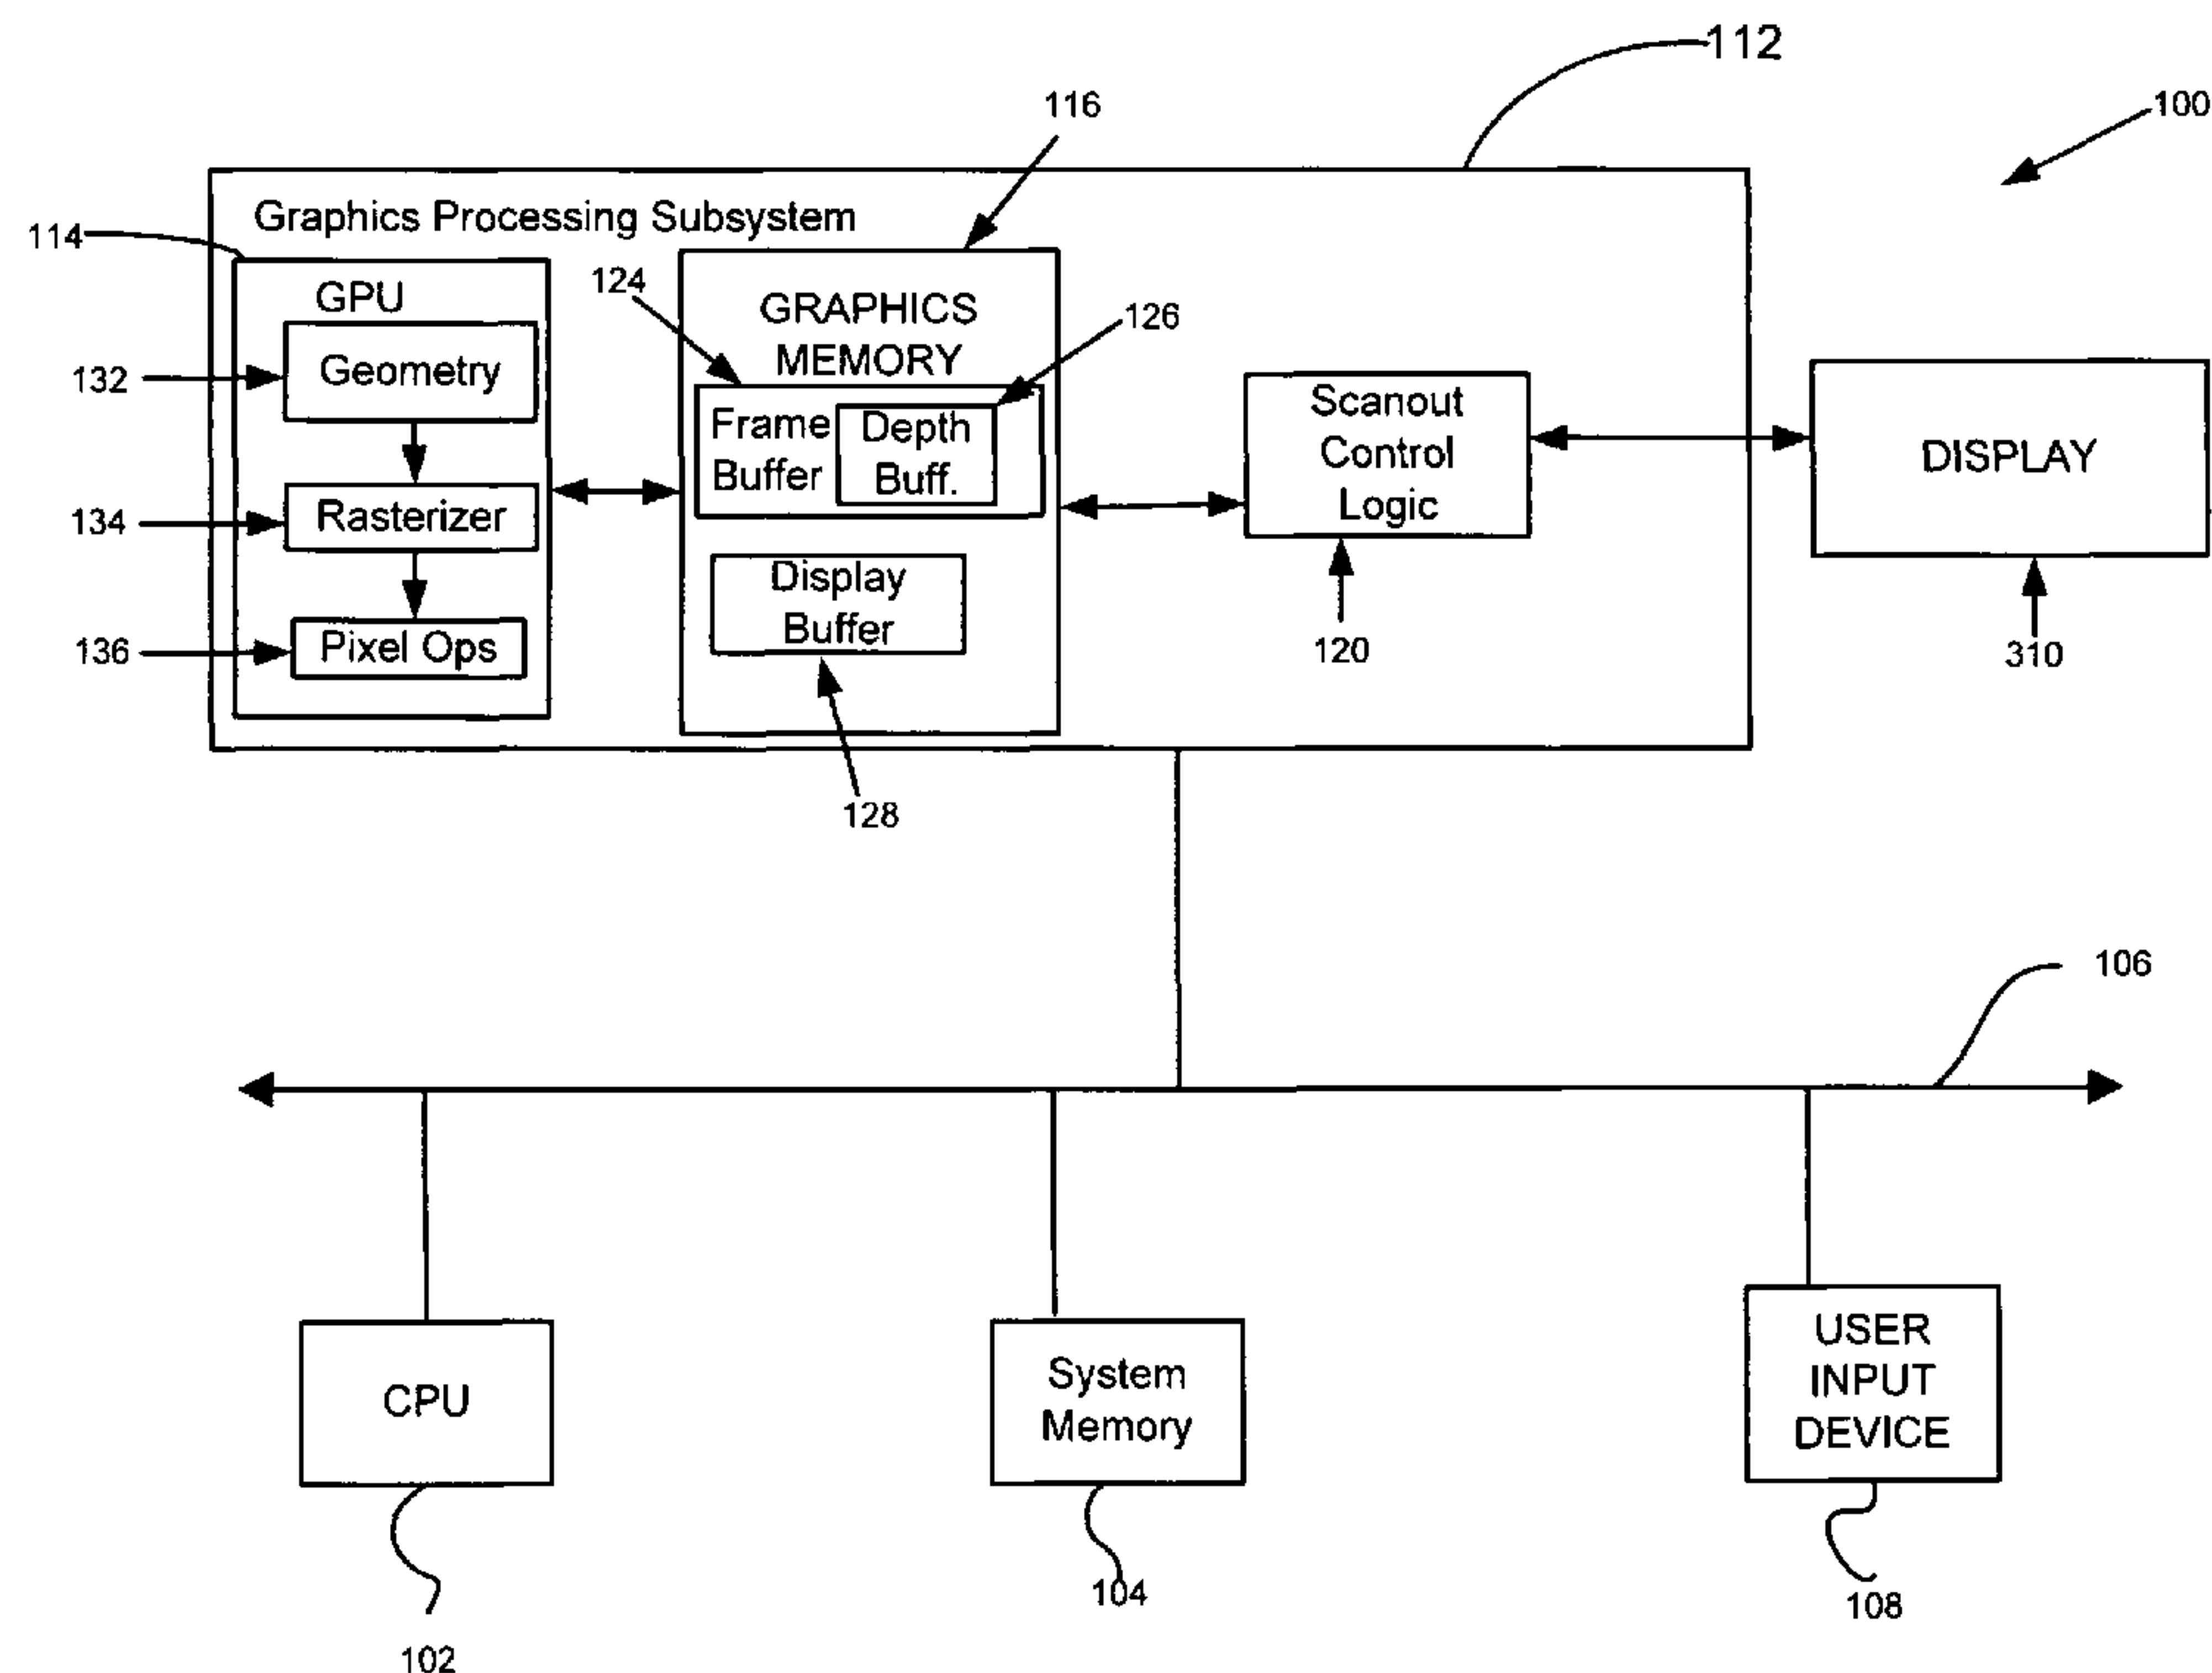 112
116
100
Graphics Processing Subsystem
114
GPU
124
GRAPHICS
MEMORY
126
132
Geometry
Frame
Buffer
Depth
Buff.
Scanout
Control
Logic
DISPLAY
134
Rasterizer
Display
Buffer
136
Pixel Ops
120
310
128
106
CPU
System
Memory
USER
INPUT
DEVICE
102
104
108